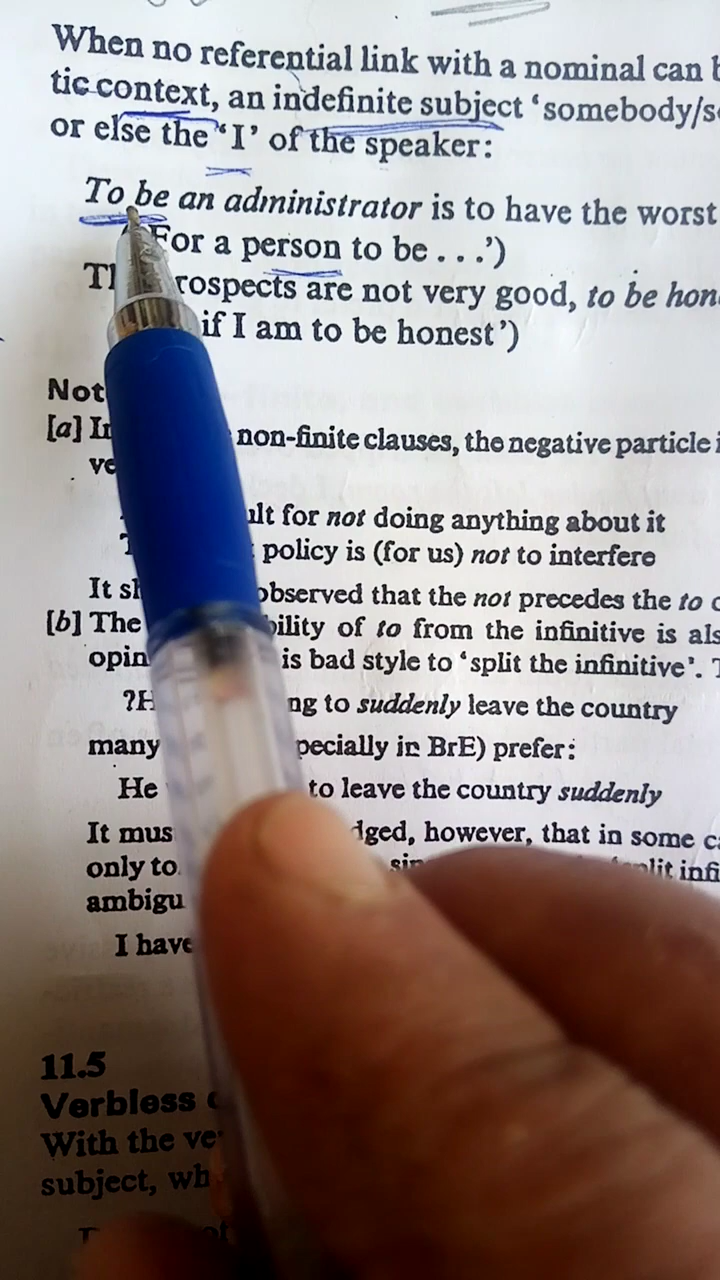 When no referential link with a nominal can
tic context, an indefinite subject ‘somebody/s
or else the ‘I’ of the speaker:
To be an administrator is to have the worst
For a person to be . . .’)
rospects are not very good, to be hon
if I am to be honest’)
Not
[a] In non-finite clauses, the negative particle
ve
ult for not doing anything about it
policy is (for us) not to interfere
It sh observed that the not precedes the to
[b] The bility of to from the infinitive is als
opin is bad style to ‘split the infinitive’.
?H ng to suddenly leave the country
many pecially in BrE) prefer:
He to leave the country suddenly
It mus dged, however, that in some
only to split infi
ambigu
I have
11.5
Verbless
With the ve
subject, wh